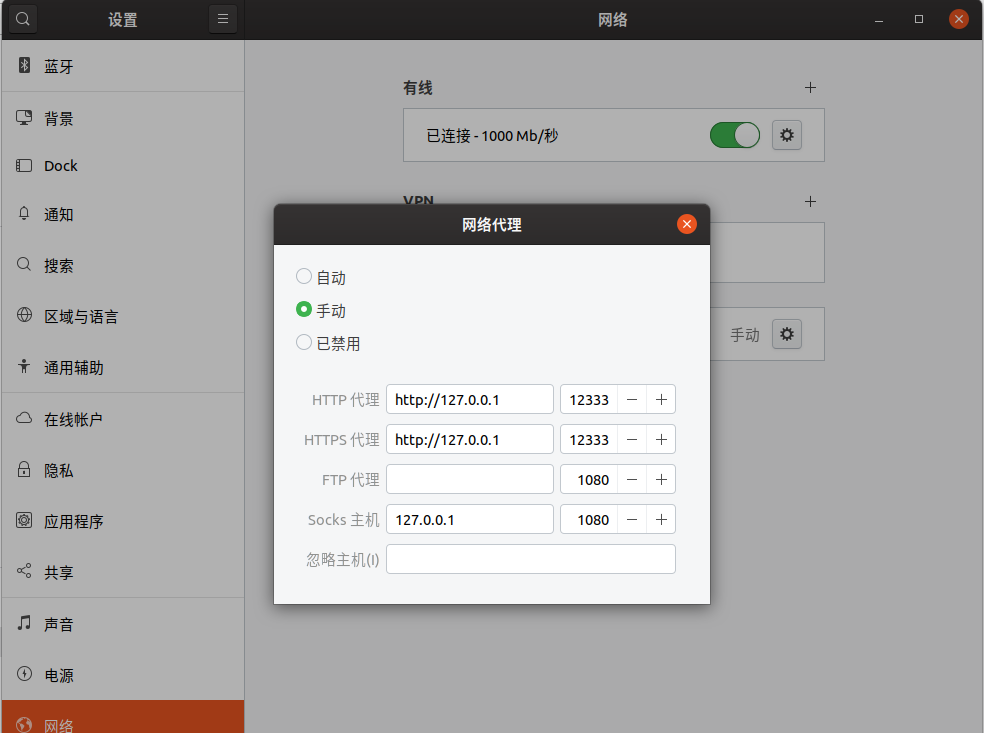 设置
网络
蓝牙
背景
Dock
通知
搜索
区域与语言
通用辅助
在线帐户
隐私
应用程序
共享
声音
电源
网络
有线
已连接 - 1000 Mb/秒
VPN
手动
网络代理
自动
手动
已禁用
HTTP 代理 http://127.0.0.1 12333
HTTPS 代理 http://127.0.0.1 12333
FTP 代理 1080
Socks 主机 127.0.0.1 1080
忽略主机(I)